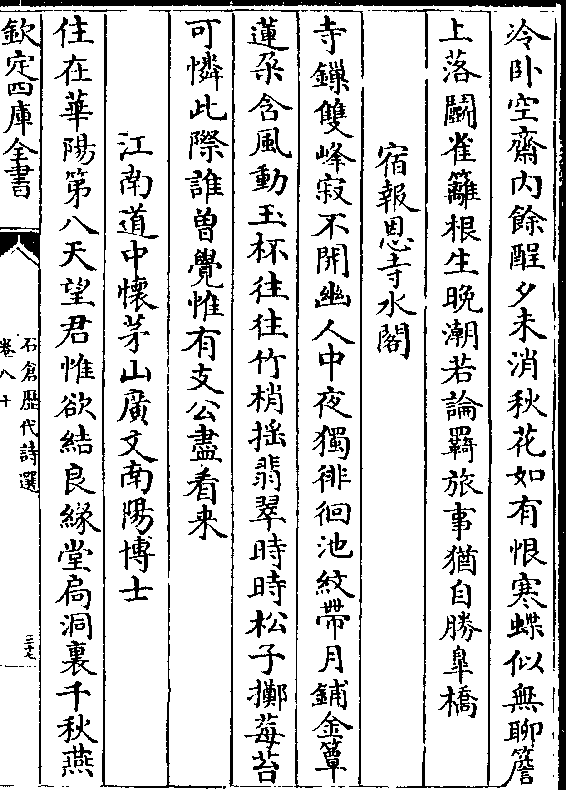 冷卧空齋内餘酲夕未消秋花如有恨寒蝶似無聊簷
上落鬭雀籬根生晚潮若論羇旅事猶自勝臯橋
宿報恩寺水閣
寺鏁雙峰寂不開幽人中夜獨徘徊池紋帶月鋪金簟
蓮朶含風動玉杯往往竹梢揺翡翠時時松子擲莓苔
可憐此際誰曽覺惟有支公盡看来
江南道中懷茅山廣文南陽博士
住在華陽第八天望君惟欲結良緣堂扃洞裏千秋燕
欽定四庫全書
石倉歴代詩選
卷八十
三七